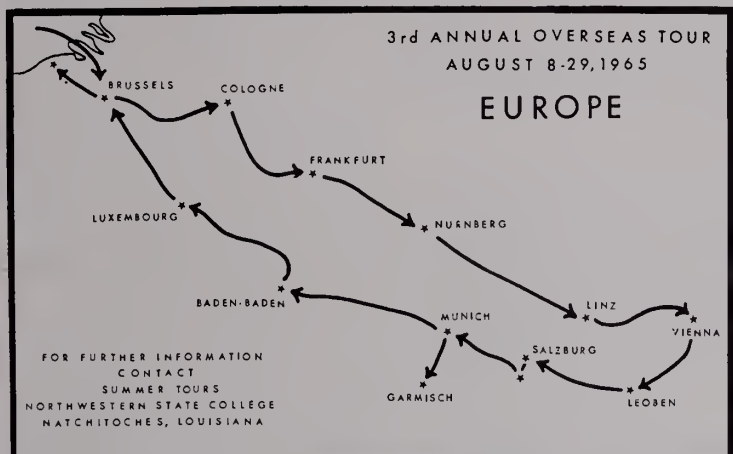 3rd ANNUAL OVERSEAS TOUR
AUGUST 8-29, 1965
EUROPE
BRUSSELS
COLOGNE
FRANKFURT
LUXEMBOURG
NURNBERG
BADEN-BADEN
LINZ
MUNICH
VIENNA
SALZBURG
GARMISCH
LEOBEN
FOR FURTHER INFORMATION
CONTACT
SUMMER TOURS
NORTHWESTERN STATE COLLEGE
NATCHITOCHES, LOUISIANA